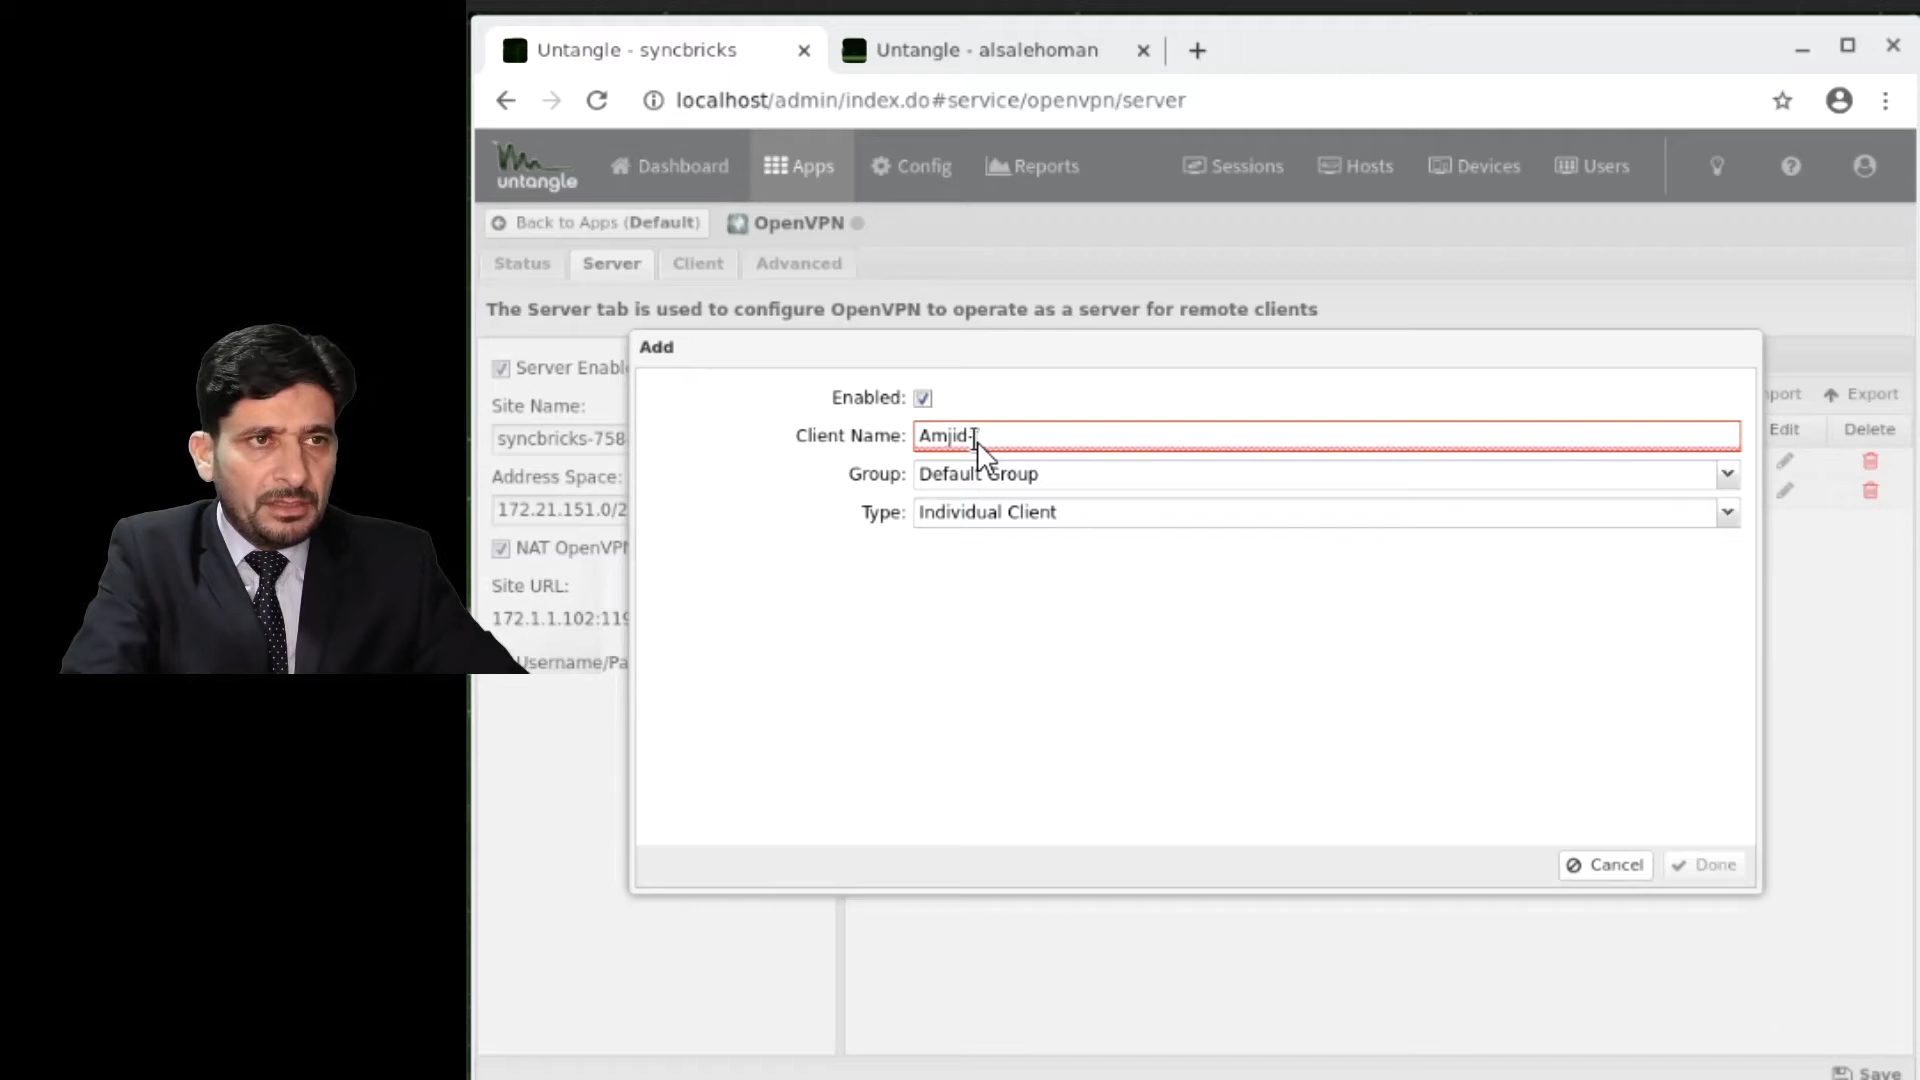 Untangle - syncbricks
Untangle - alsalehoman
localhost/admin/index.do#service/openvpn/server
untangle
Dashboard
Apps
Config
Reports
Sessions
Hosts
Devices
Users
Back to Apps (Default)
OpenVPN
Status
Server
Client
Advanced
The Server tab is used to configure OpenVPN to operate as a server for remote clients
Server Enabl
Site Name:
syncbricks-758
Address Space:
172.21.151.0/2
NAT OpenVPN
Site URL:
172.1.1.102:119
Username/Pa
Add
Enabled:
Client Name: Amjid-
Group: Default Group
Type: Individual Client
Cancel
Done
port
Export
Edit
Delete
Save